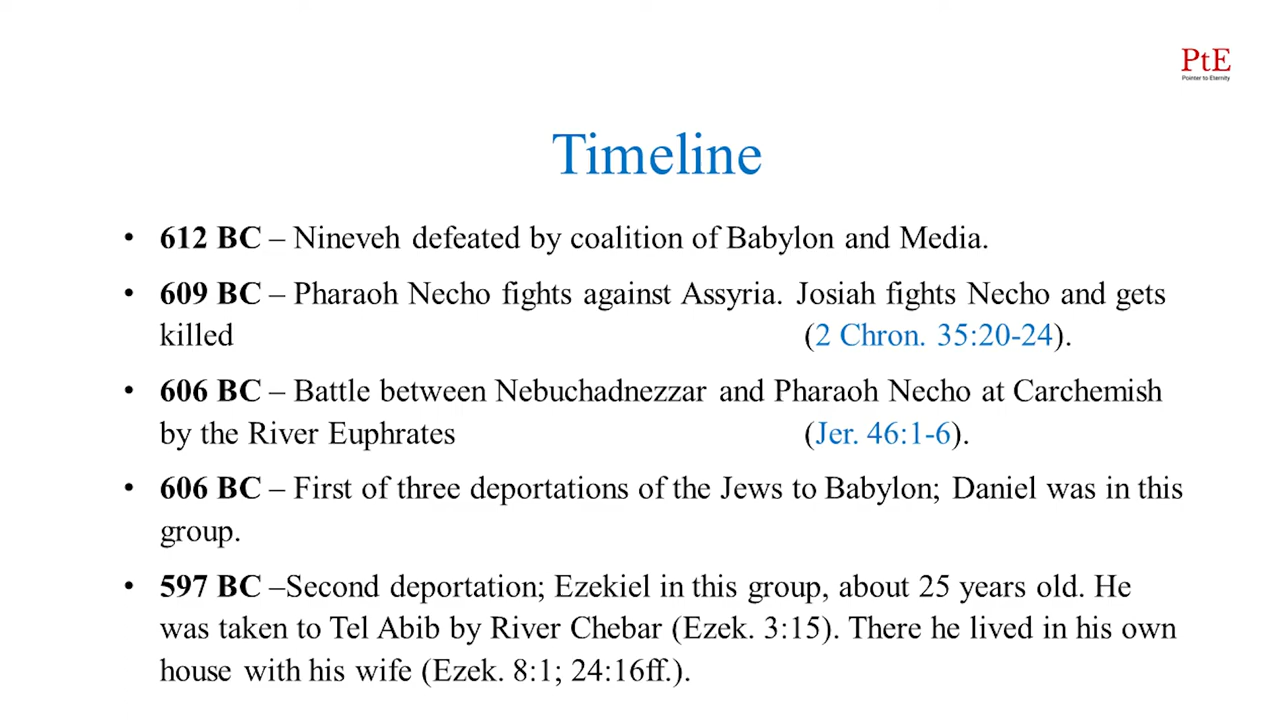 PtE
Pointer to Eternity
Timeline
• 612 BC – Nineveh defeated by coalition of Babylon and Media.
• 609 BC – Pharaoh Necho fights against Assyria. Josiah fights Necho and gets
killed (2 Chron. 35:20-24).
• 606 BC – Battle between Nebuchadnezzar and Pharaoh Necho at Carchemish
by the River Euphrates (Jer. 46:1-6).
• 606 BC – First of three deportations of the Jews to Babylon; Daniel was in this
group.
• 597 BC –Second deportation; Ezekiel in this group, about 25 years old. He
was taken to Tel Abib by River Chebar (Ezek. 3:15). There he lived in his own
house with his wife (Ezek. 8:1; 24:16ff.).